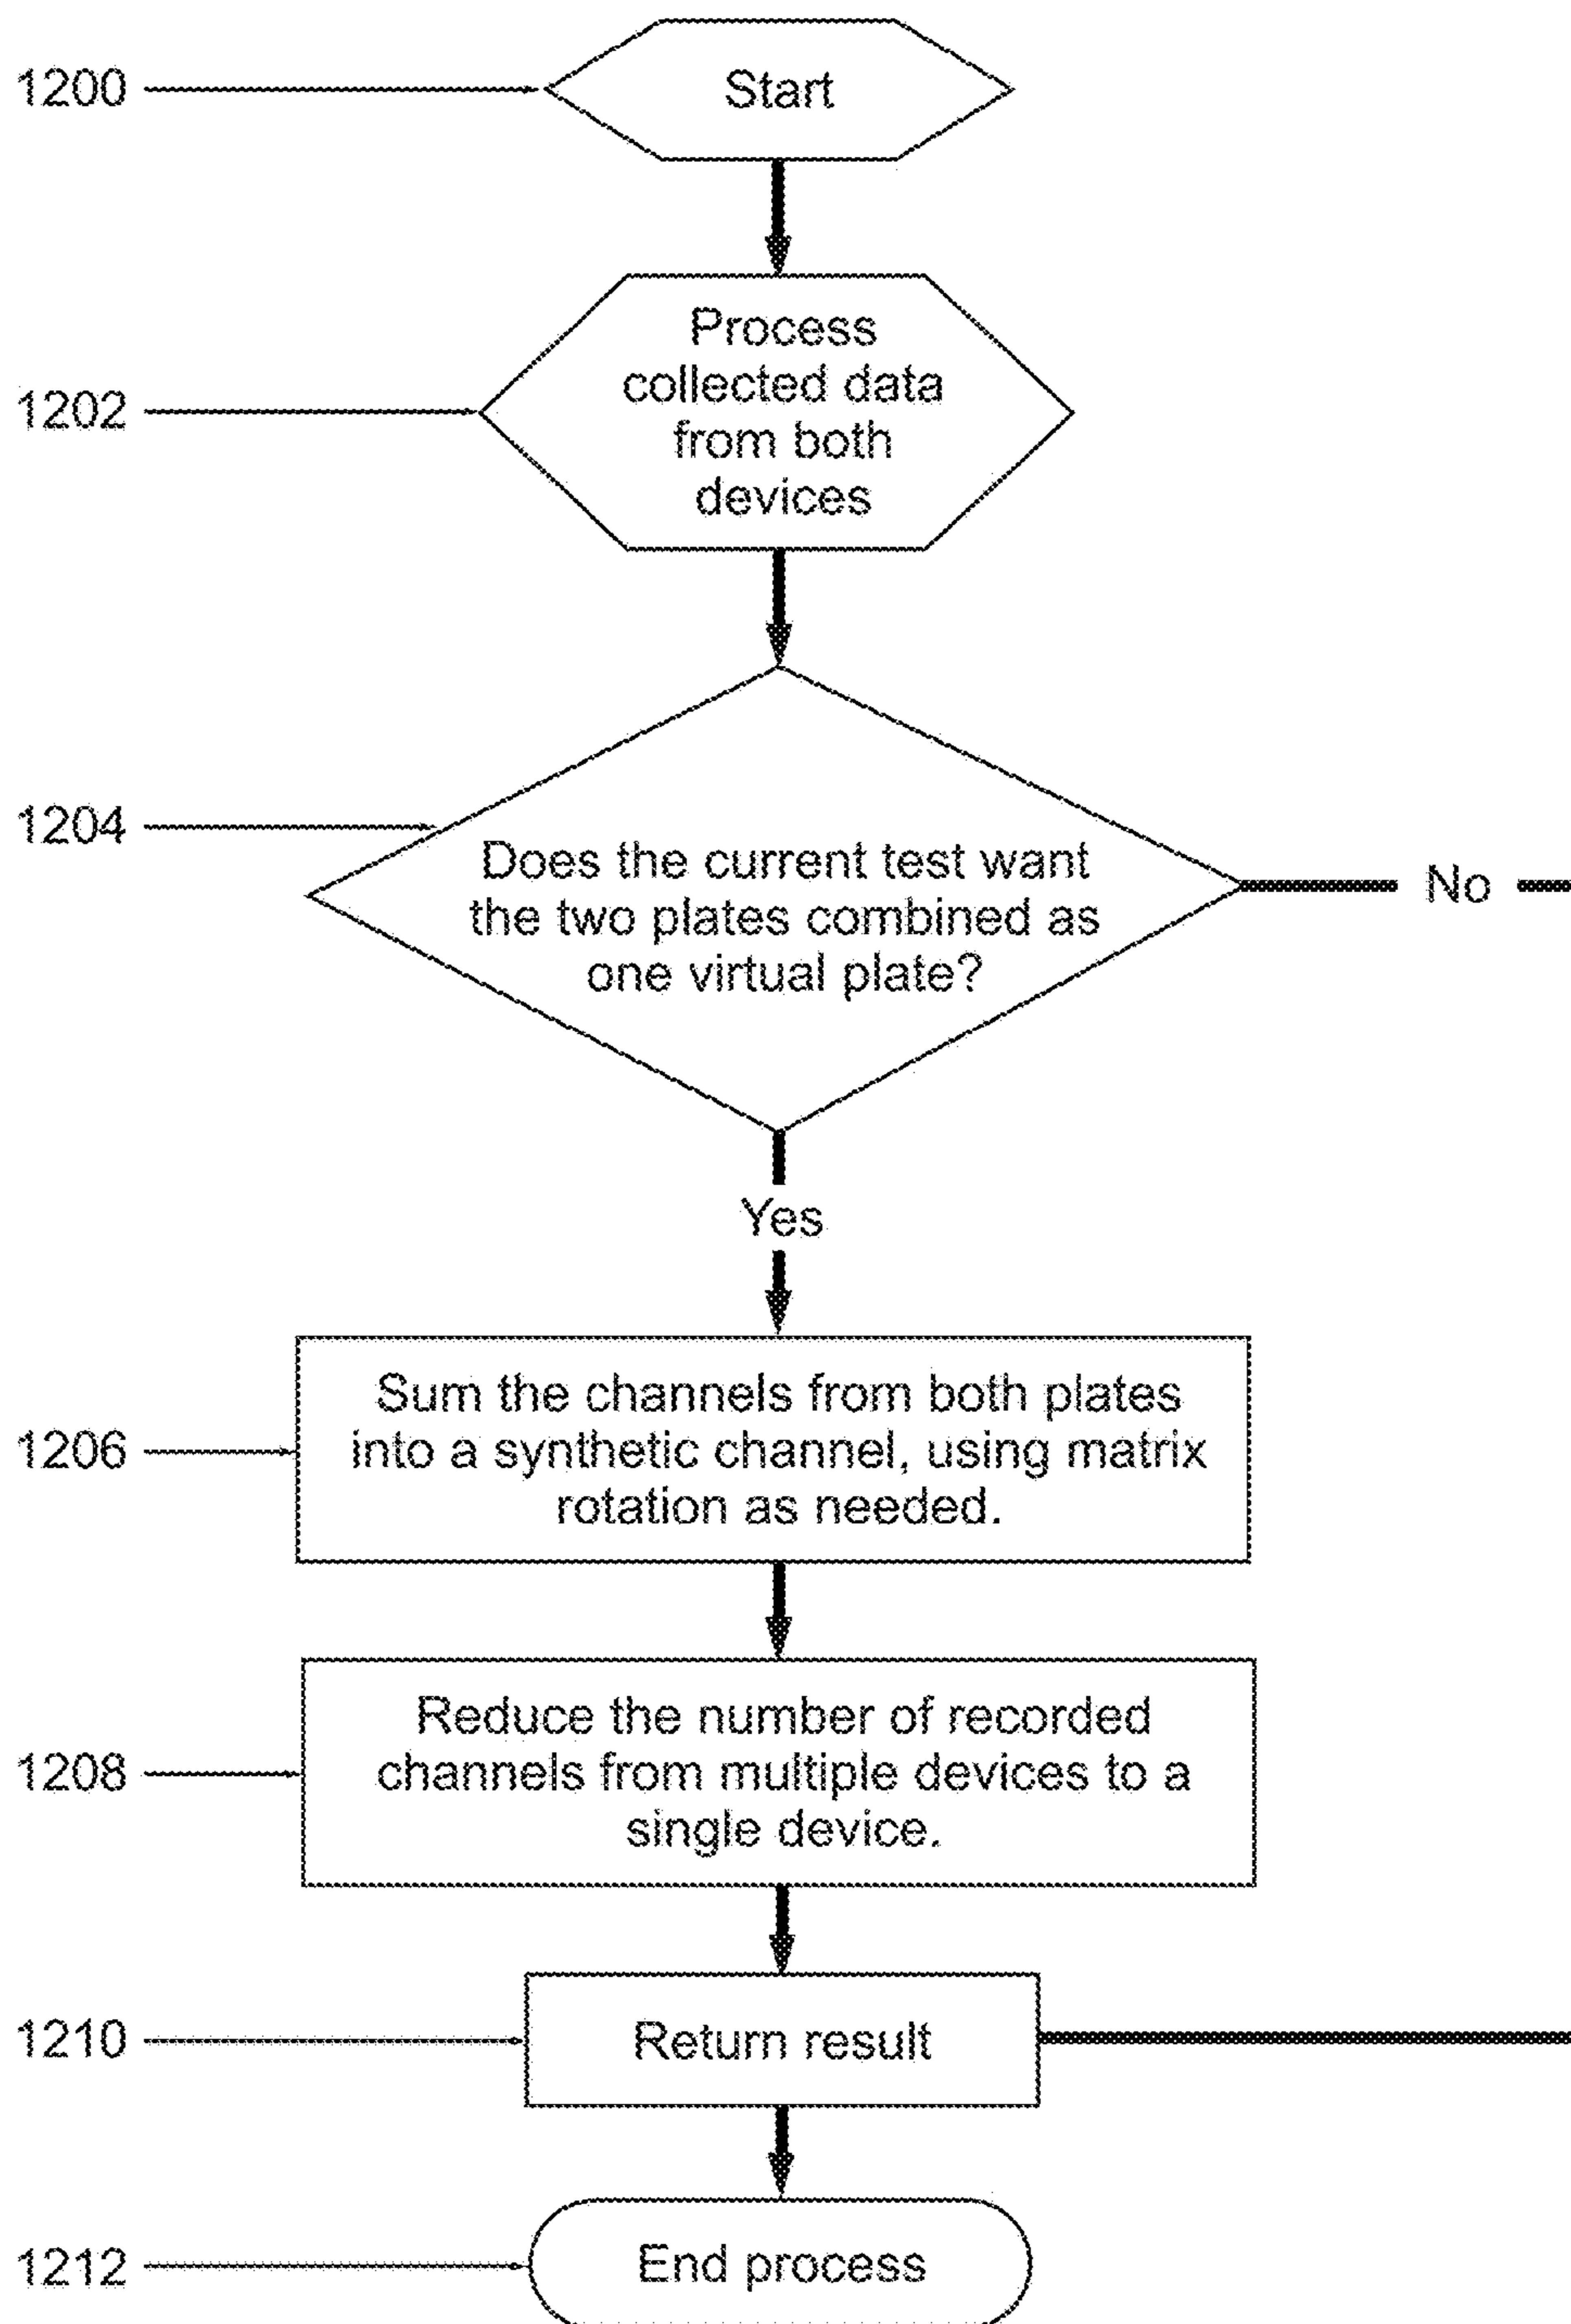 1200
Start
1202
Process
collected data
from both
devices
1204
Does the current test want
the two plates combined as
one virtual plate?
No
Yes
1206
Sum the channels from both plates
into a synthetic channel, using matrix
rotation as needed.
1208
Reduce the number of recorded
channels from multiple devices to a
single device.
1210
Return result
1212
End process